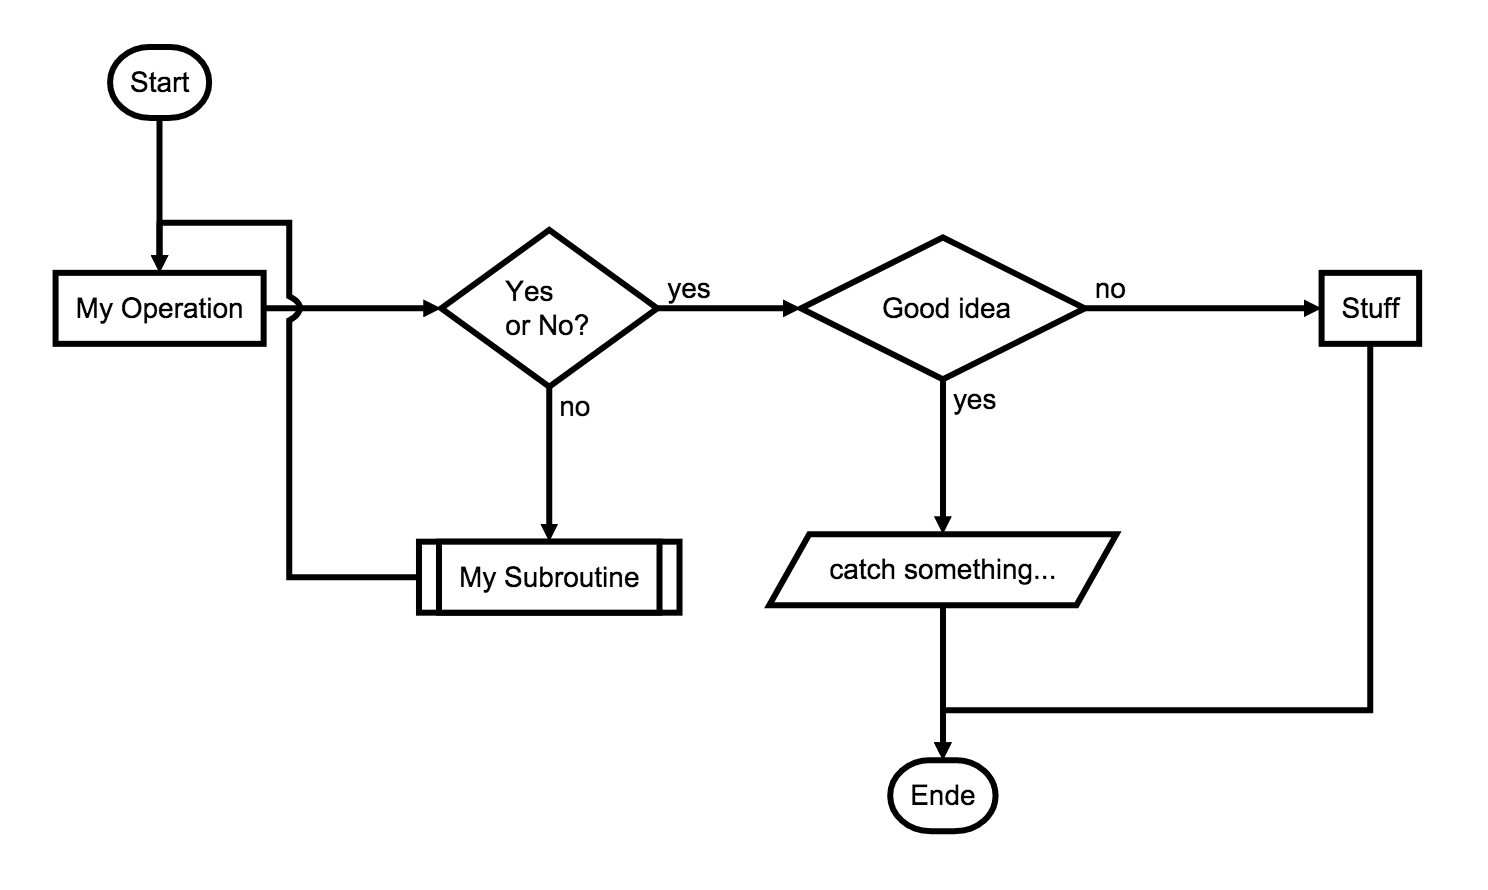 Start
My Operation
Yes
or No?
yes
Good idea
no
Stuff
no
yes
My Subroutine
catch something...
Ende